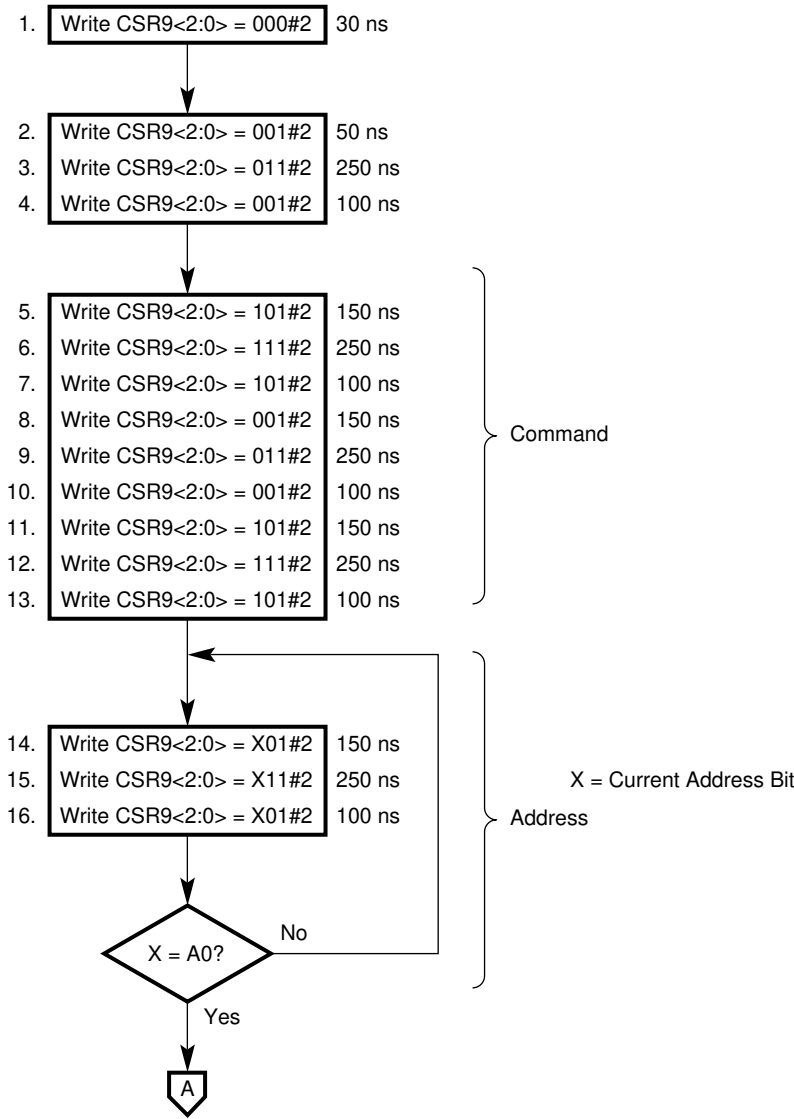 1. Write CSR9<2:0> = 000#2 30 ns
2. Write CSR9<2:0> = 001#2 50 ns
3. Write CSR9<2:0> = 011#2 250 ns
4. Write CSR9<2:0> = 001#2 100 ns
5. Write CSR9<2:0> = 101#2 150 ns
6. Write CSR9<2:0> = 111#2 250 ns
7. Write CSR9<2:0> = 101#2 100 ns
8. Write CSR9<2:0> = 001#2 150 ns
9. Write CSR9<2:0> = 011#2 250 ns
10. Write CSR9<2:0> = 001#2 100 ns
11. Write CSR9<2:0> = 101#2 150 ns
12. Write CSR9<2:0> = 111#2 250 ns
13. Write CSR9<2:0> = 101#2 100 ns
Command
14. Write CSR9<2:0> = X01#2 150 ns
15. Write CSR9<2:0> = X11#2 250 ns
16. Write CSR9<2:0> = X01#2 100 ns
X = Current Address Bit
Address
X = A0?
No
Yes
A